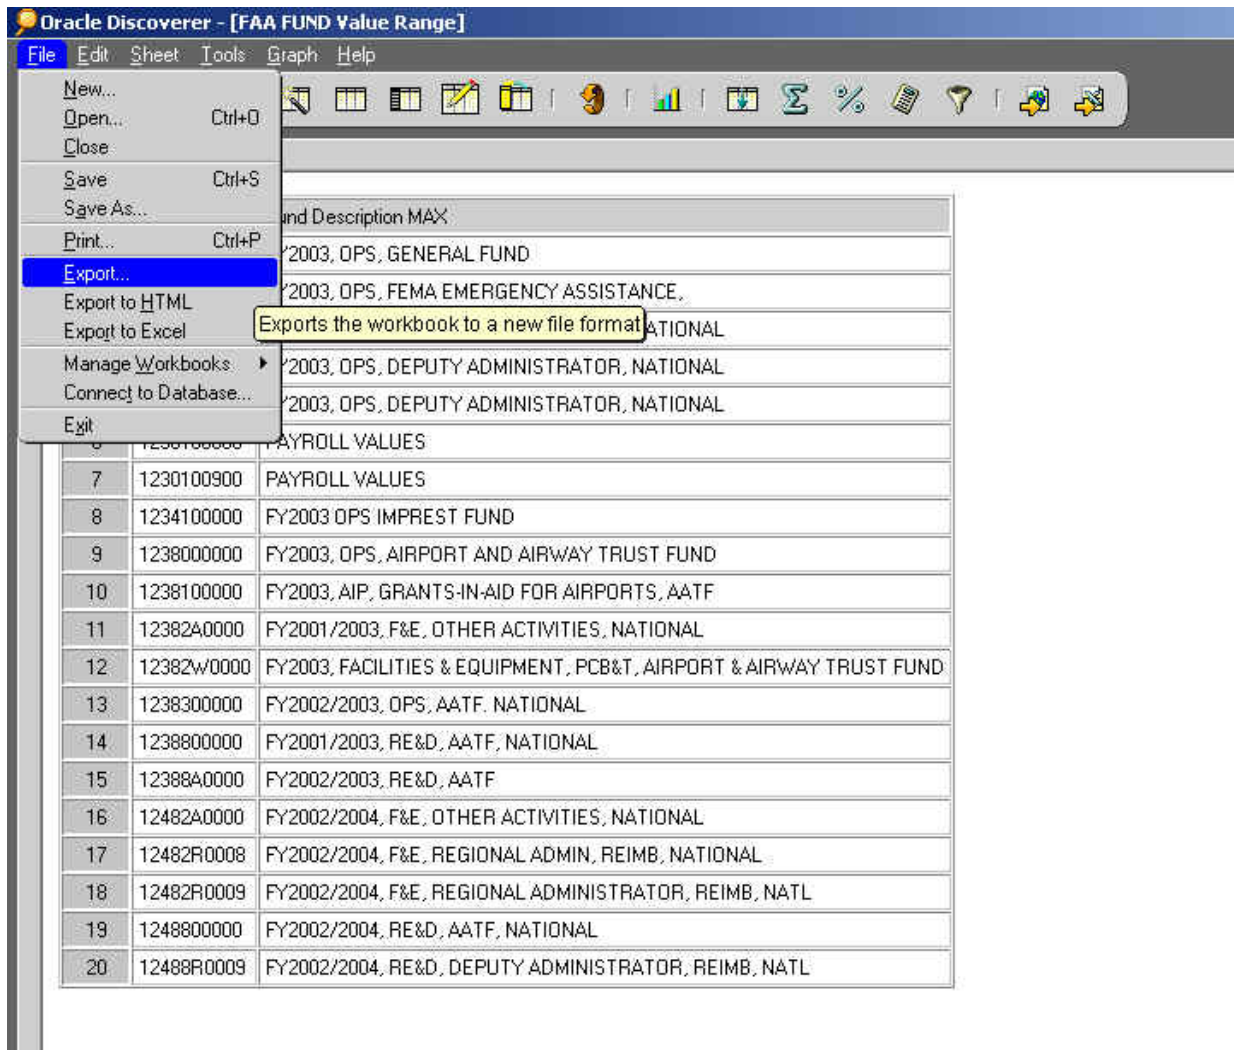 Oracle Discoverer - [FAA FUND Value Range]
File Edit Sheet Tools Graph Help
New...
Open... Ctrl+O
Close
Save Ctrl+S
Save As...
Print... Ctrl+P
Export...
Export to HTML
Export to Excel
Manage Workbooks
Connect to Database...
Exit
Exports the workbook to a new file format
Description MAX
2003, OPS, GENERAL FUND
2003, OPS, FEMA EMERGENCY ASSISTANCE,
NATIONAL
2003, OPS, DEPUTY ADMINISTRATOR, NATIONAL
2003, OPS, DEPUTY ADMINISTRATOR, NATIONAL
PAYROLL VALUES
7 1230100900 PAYROLL VALUES
8 1234100000 FY2003 OPS IMPREST FUND
9 1238000000 FY2003, OPS, AIRPORT AND AIRWAY TRUST FUND
10 1238100000 FY2003, AIP, GRANTS-IN-AID FOR AIRPORTS, AATF
11 12382A0000 FY2001/2003, F&E, OTHER ACTIVITIES, NATIONAL
12 12382W0000 FY2003, FACILITIES & EQUIPMENT, PCB&T, AIRPORT & AIRWAY TRUST FUND
13 1238300000 FY2002/2003, OPS, AATF. NATIONAL
14 1238800000 FY2001/2003, RE&D, AATF, NATIONAL
15 12388A0000 FY2002/2003, RE&D, AATF
16 12482A0000 FY2002/2004, F&E, OTHER ACTIVITIES, NATIONAL
17 12482R0008 FY2002/2004, F&E, REGIONAL ADMIN, REIMB, NATIONAL
18 12482R0009 FY2002/2004, F&E, REGIONAL ADMINISTRATOR, REIMB, NATL
19 1248800000 FY2002/2004, RE&D, AATF, NATIONAL
20 12488R0009 FY2002/2004, RE&D, DEPUTY ADMINISTRATOR, REIMB, NATL